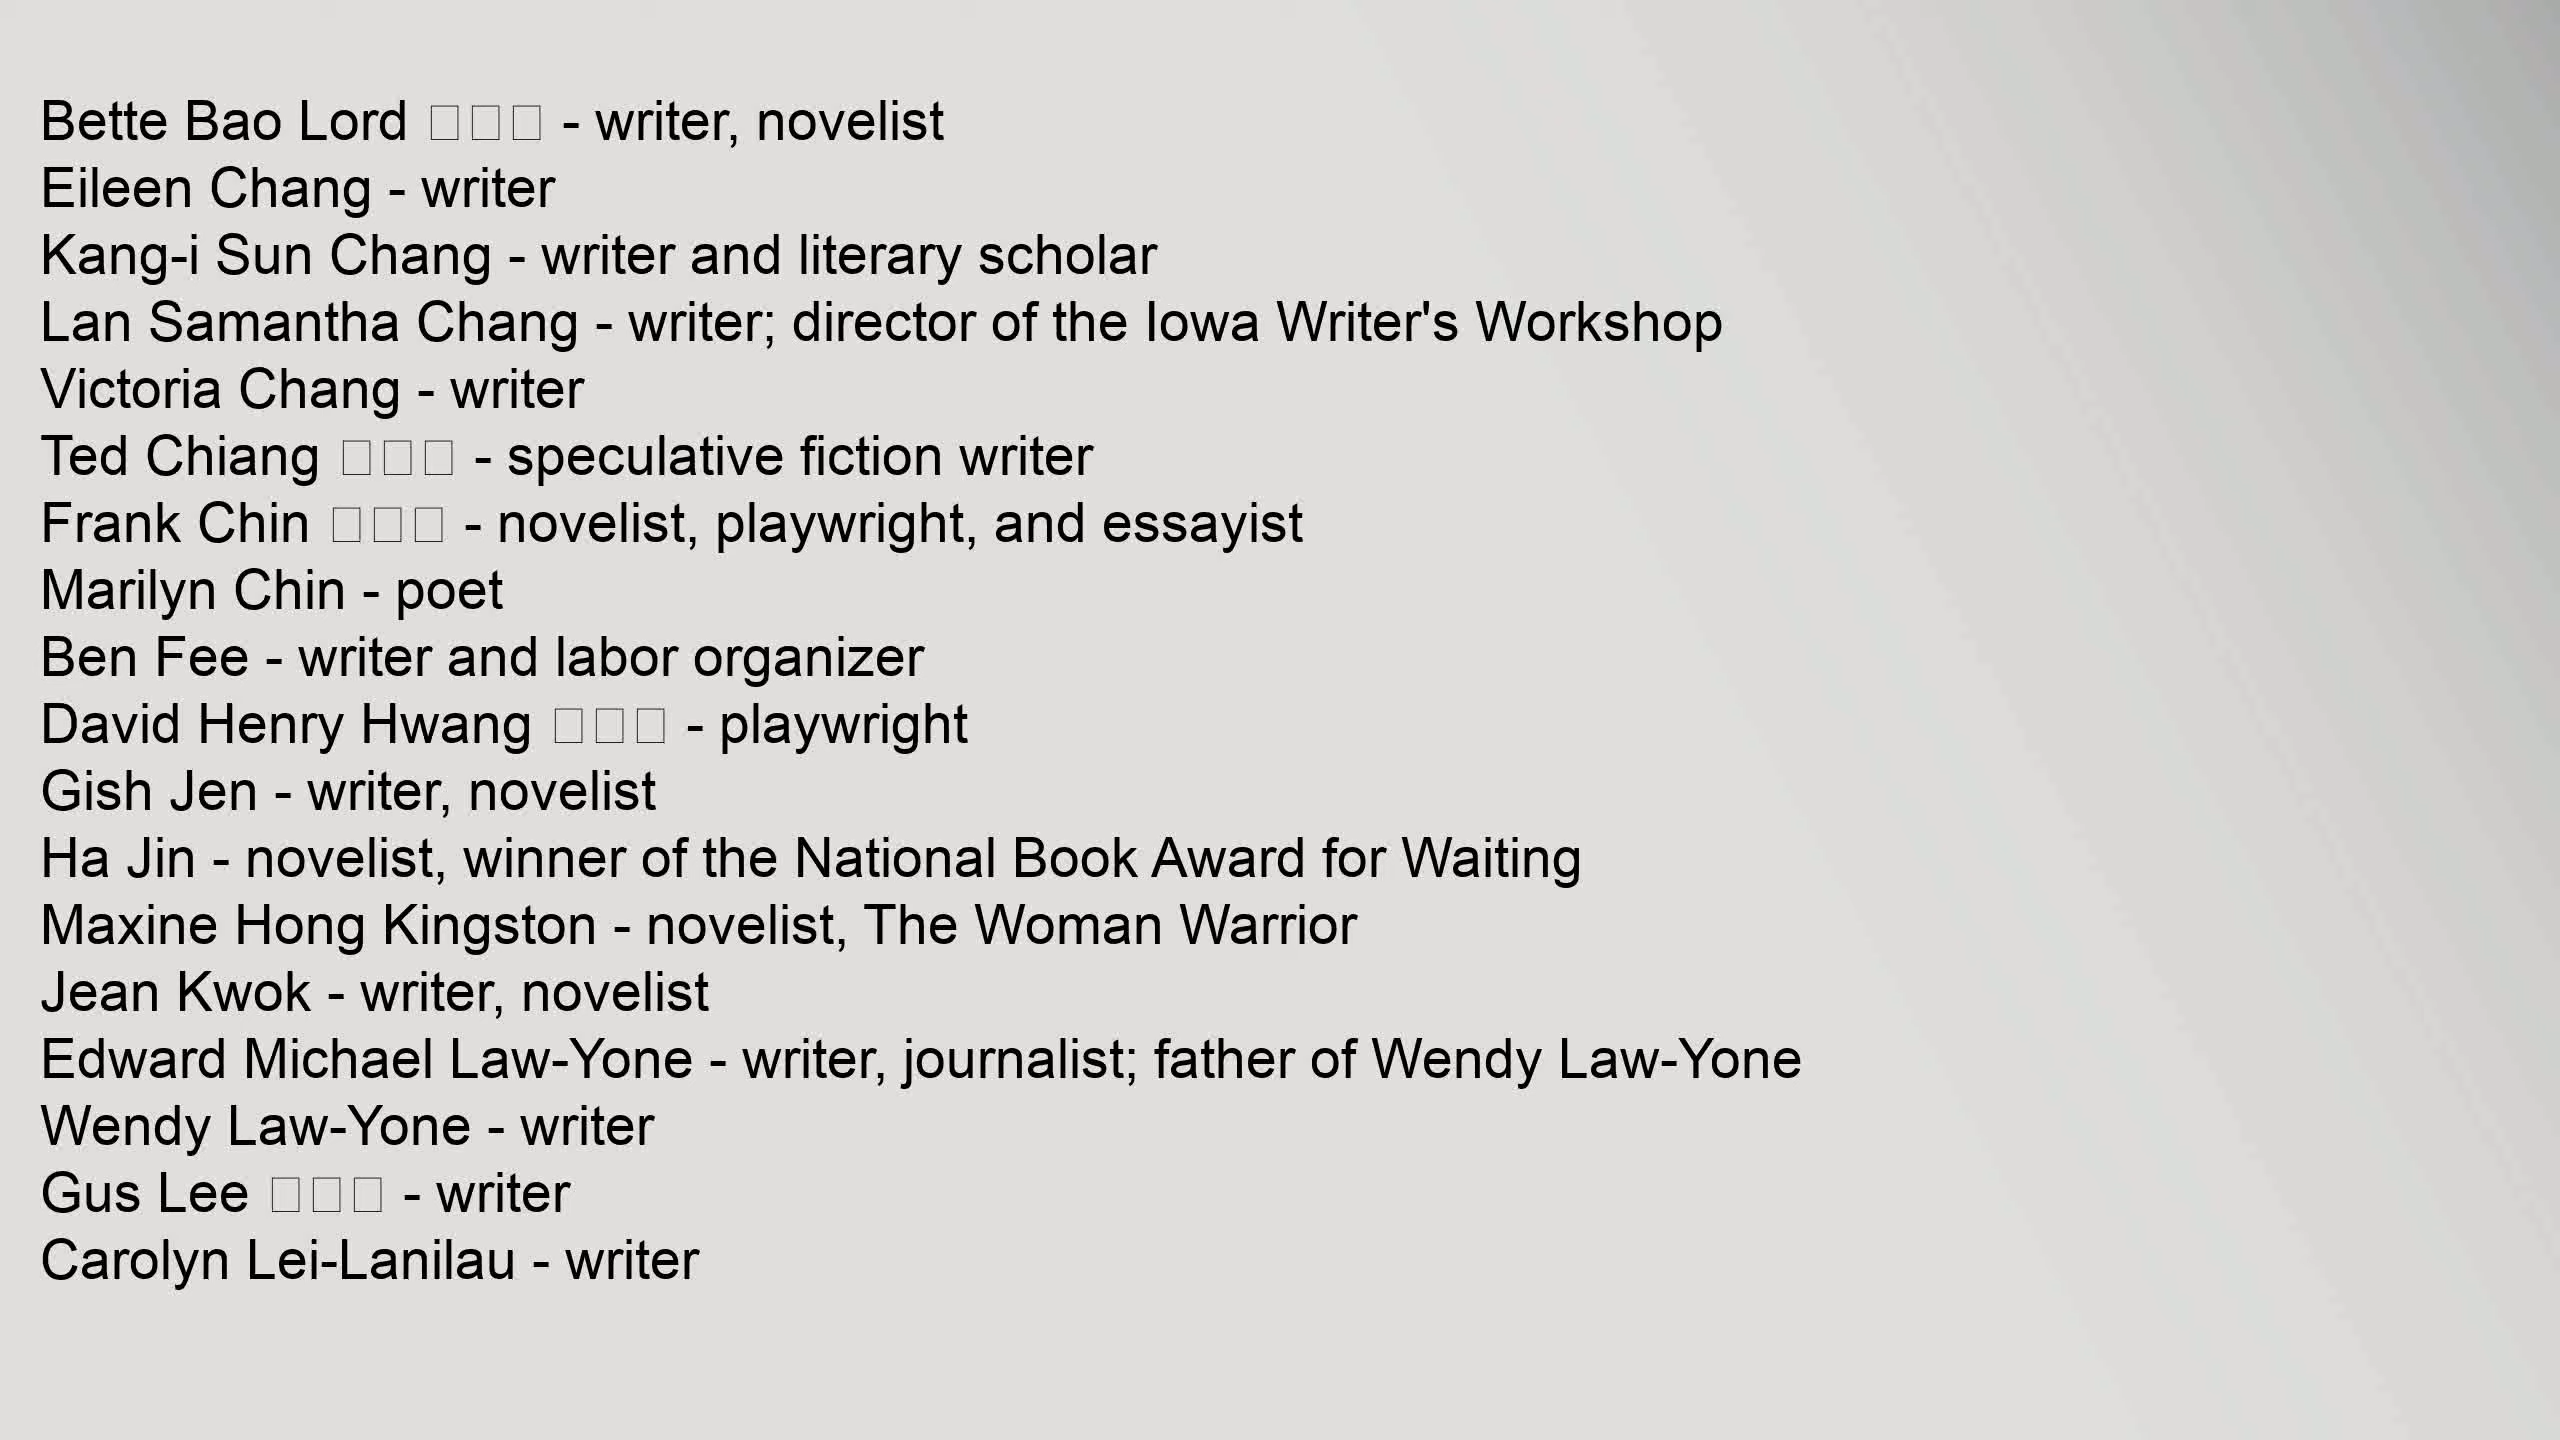 Bette Bao Lord □□□ - writer, novelist
Eileen Chang - writer
Kang-i Sun Chang - writer and literary scholar
Lan Samantha Chang - writer; director of the Iowa Writer's Workshop
Victoria Chang - writer
Ted Chiang □□□ - speculative fiction writer
Frank Chin □□□ - novelist, playwright, and essayist
Marilyn Chin - poet
Ben Fee - writer and labor organizer
David Henry Hwang □□□ - playwright
Gish Jen - writer, novelist
Ha Jin - novelist, winner of the National Book Award for Waiting
Maxine Hong Kingston - novelist, The Woman Warrior
Jean Kwok - writer, novelist
Edward Michael Law-Yone - writer, journalist; father of Wendy Law-Yone
Wendy Law-Yone - writer
Gus Lee □□□ - writer
Carolyn Lei-Lanilau - writer